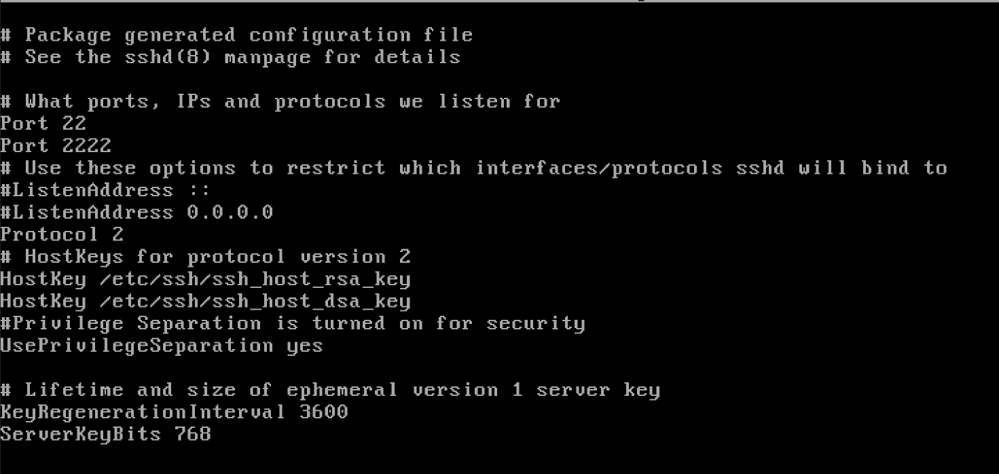 # Package generated configuration file
# See the sshd(8) manpage for details
# What ports, IPs and protocols we listen for
Port 22
Port 2222
# Use these options to restrict which interfaces/protocols sshd will bind to
#ListenAddress ::
#ListenAddress 0.0.0.0
Protocol 2
# HostKeys for protocol version 2
HostKey /etc/ssh/ssh_host_rsa_key
HostKey /etc/ssh/ssh_host_dsa_key
#Privilege Separation is turned on for security
UsePrivilegeSeparation yes
# Lifetime and size of ephemeral version 1 server key
KeyRegenerationInterval 3600
ServerKeyBits 768